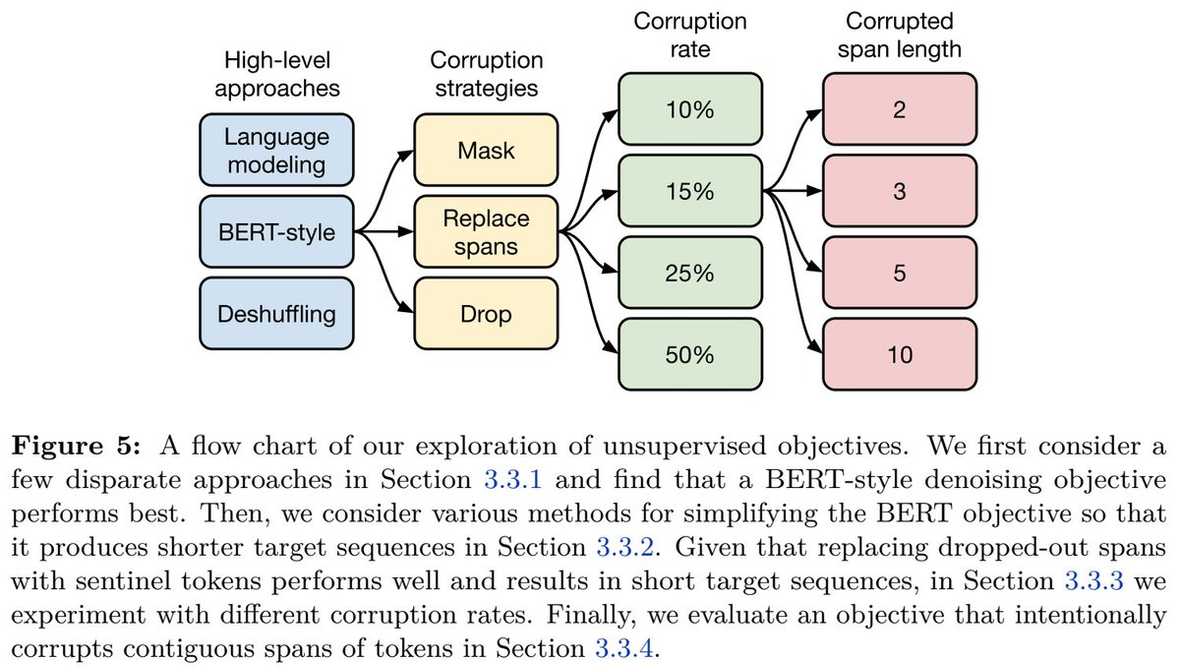 High-level
approaches
Language
modeling
BERT-style
Deshuffling
Corruption
strategies
Mask
Replace
spans
Drop
Corruption
rate
10%
15%
25%
50%
Corrupted
span length
2
3
5
10
Figure 5: A flow chart of our exploration of unsupervised objectives. We first consider a
few disparate approaches in Section 3.3.1 and find that a BERT-style denoising objective
performs best. Then, we consider various methods for simplifying the BERT objective so that
it produces shorter target sequences in Section 3.3.2. Given that replacing dropped-out spans
with sentinel tokens performs well and results in short target sequences, in Section 3.3.3 we
experiment with different corruption rates. Finally, we evaluate an objective that intentionally
corrupts contiguous spans of tokens in Section 3.3.4.